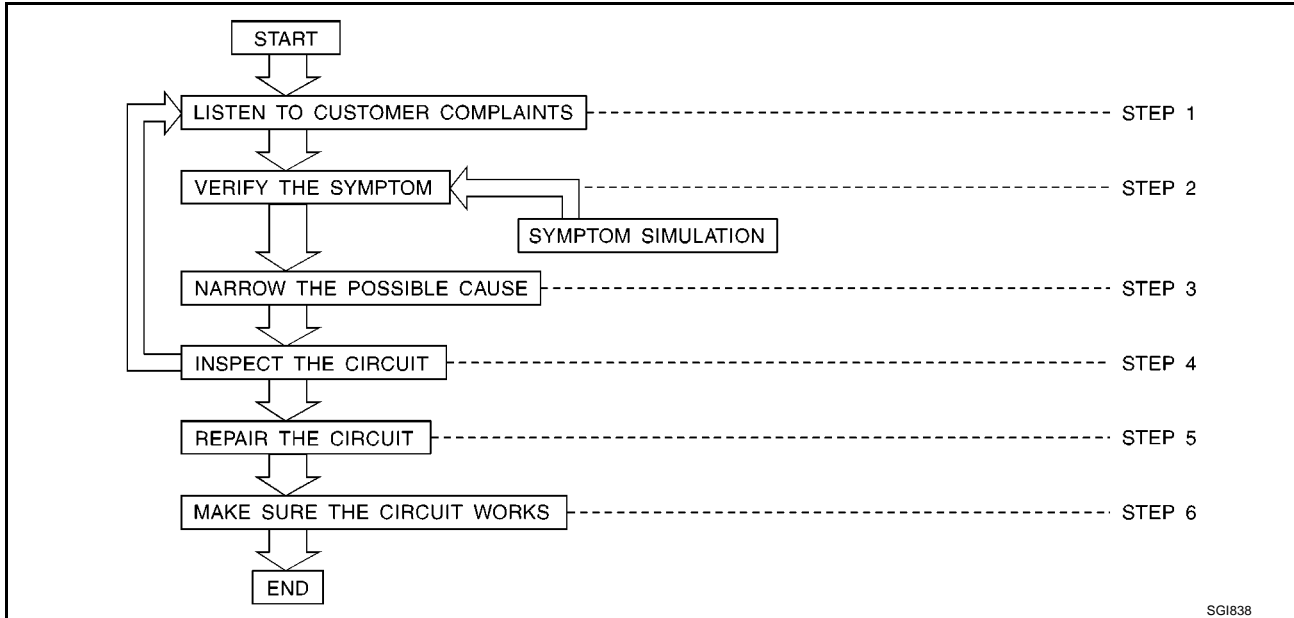 START
LISTEN TO CUSTOMER COMPLAINTS
STEP 1
VERIFY THE SYMPTOM
STEP 2
SYMPTOM SIMULATION
NARROW THE POSSIBLE CAUSE
STEP 3
INSPECT THE CIRCUIT
STEP 4
REPAIR THE CIRCUIT
STEP 5
MAKE SURE THE CIRCUIT WORKS
STEP 6
END
SGI838